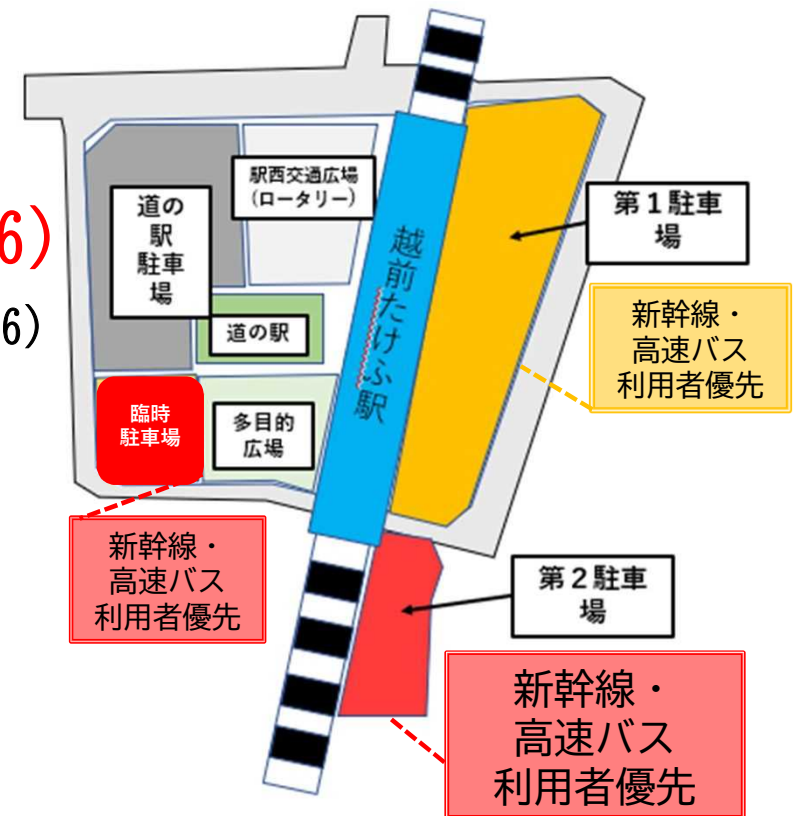 駅西交通広場
(ロータリー)
道の
駅
駐車
場
第１駐車
場
6)
6)
越前たけふ駅
新幹線・
高速バス
利用者優先
道の駅
臨時
駐車場
多目的
広場
新幹線・
高速バス
利用者優先
第２駐車
場
新幹線・
高速バス
利用者優先